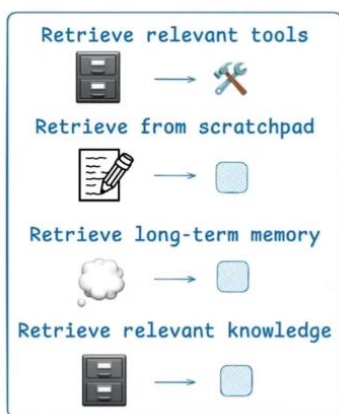 Retrieve relevant tools
Retrieve from scratchpad
Retrieve long-term memory
Retrieve relevant knowledge